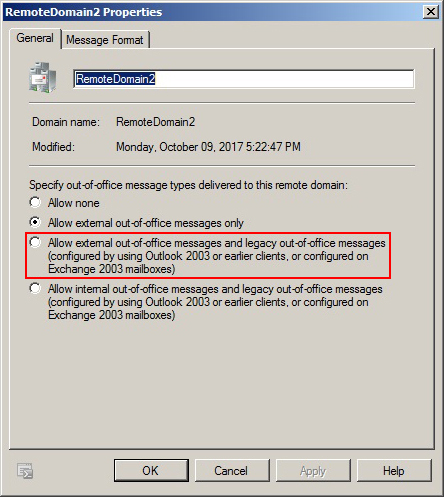 RemoteDomain2 Properties
General
Message Format
RemoteDomain2
Domain name: RemoteDomain2
Modified: Monday, October 09, 2017 5:22:47 PM
Specify out-of-office message types delivered to this remote domain:
Allow none
Allow external out-of-office messages only
Allow external out-of-office messages and legacy out-of-office messages
(configured by using Outlook 2003 or earlier clients, or configured on
Exchange 2003 mailboxes)
Allow internal out-of-office messages and legacy out-of-office messages
(configured by using Outlook 2003 or earlier clients, or configured on
Exchange 2003 mailboxes)
OK
Cancel
Apply
Help